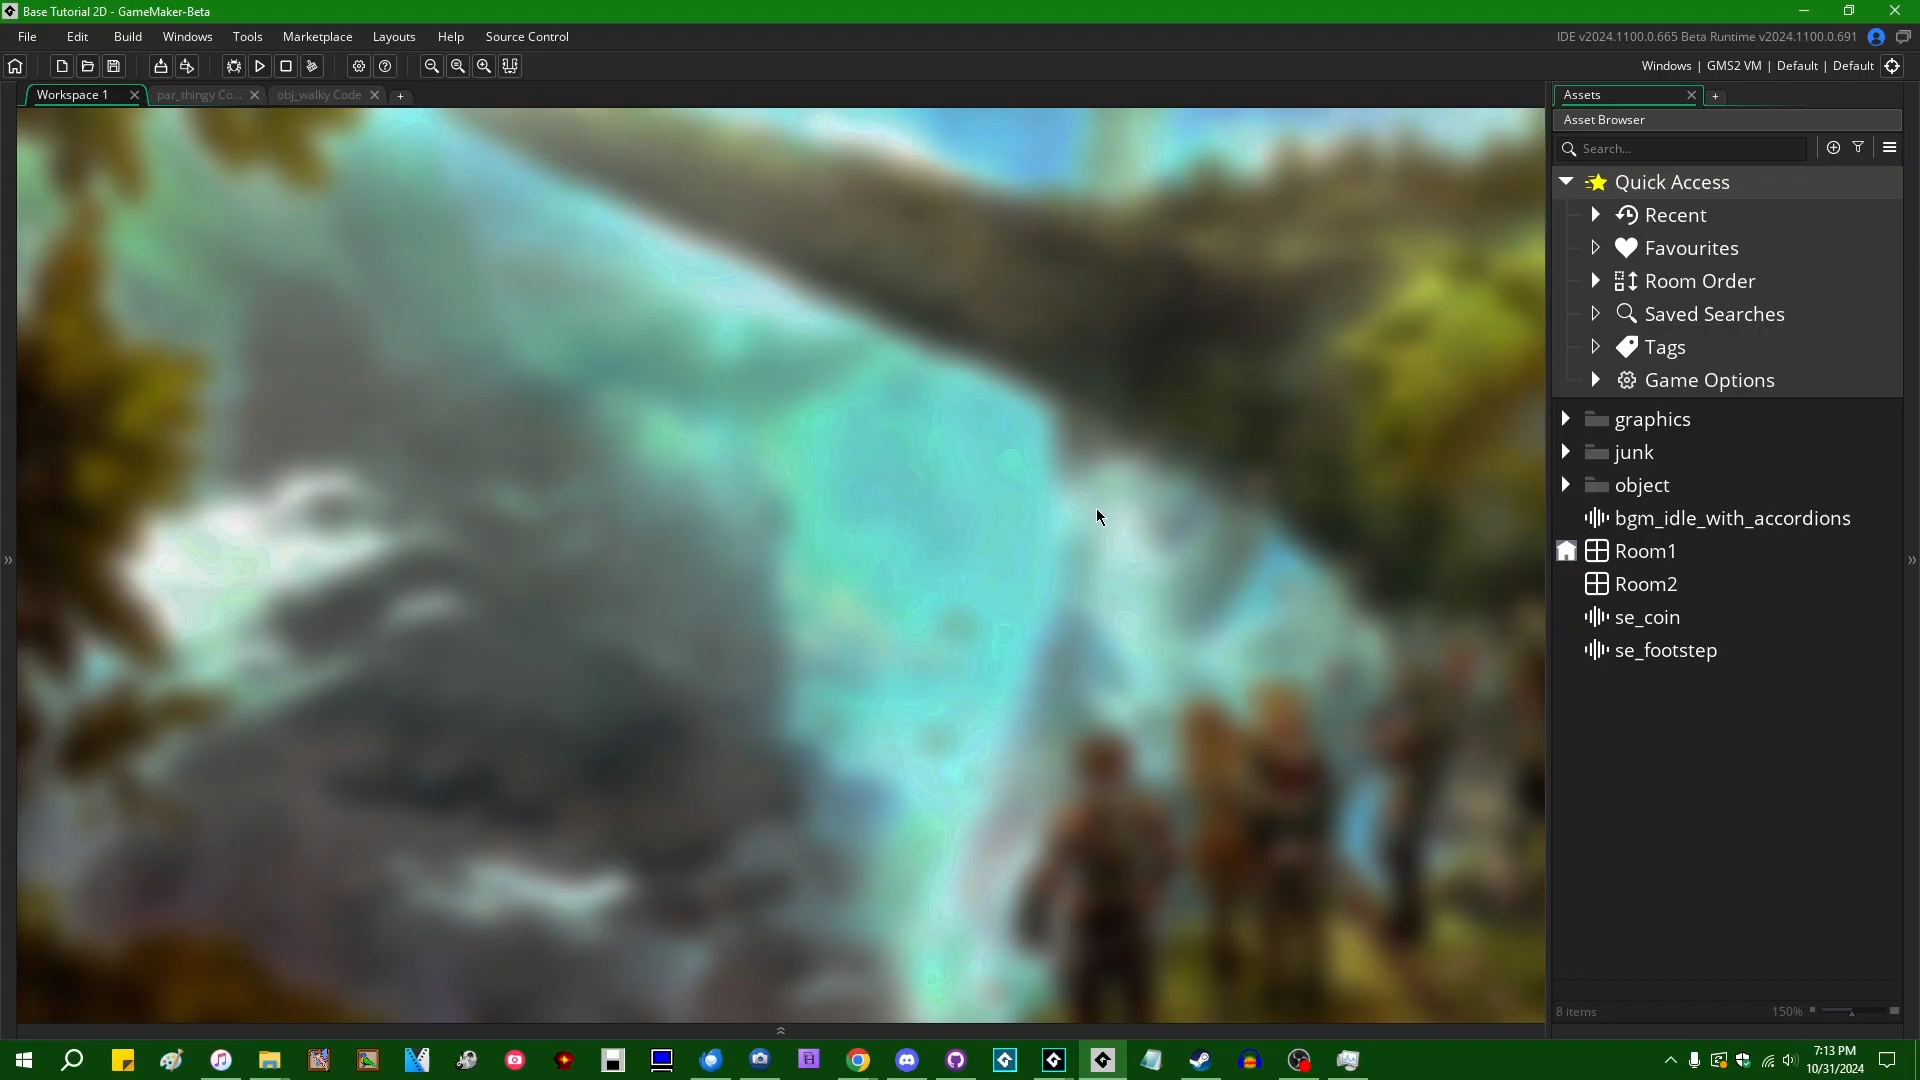 Base Tutorial 2D - GameMaker-Beta
File Edit Build Windows Tools Marketplace Layouts Help Source Control
IDE v2024.1100.0.665 Beta Runtime v2024.1100.0.691
Windows | GMS2 VM | Default | Default
Workspace 1 par_thingy Co... obj_walky Code
Assets
Asset Browser
Search...
Quick Access
Recent
Favourites
Room Order
Saved Searches
Tags
Game Options
graphics
junk
object
bgm_idle_with_accordions
Room1
Room2
se_coin
se_footstep
8 items 150%
7:13 PM
10/31/2024